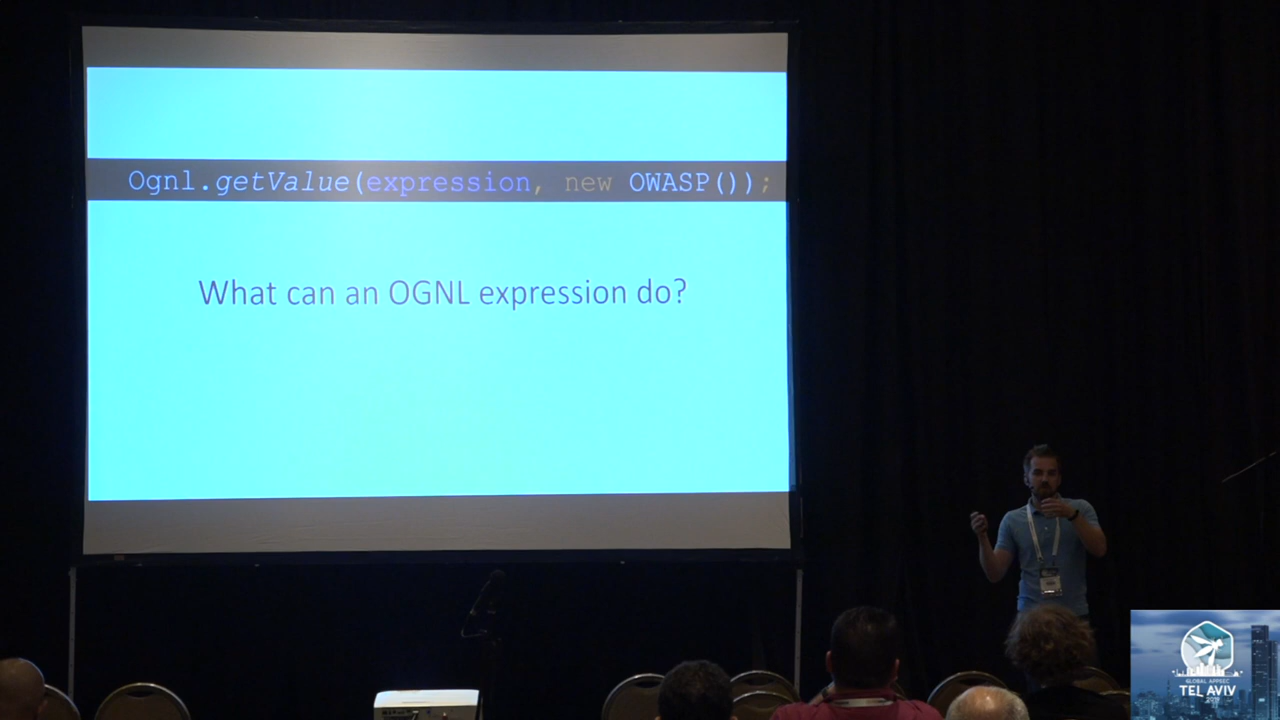 Ognl.getValue(expression, new OWASP());
What can an OGNL expression do?
GLOBAL APPSEC
TEL AVIV